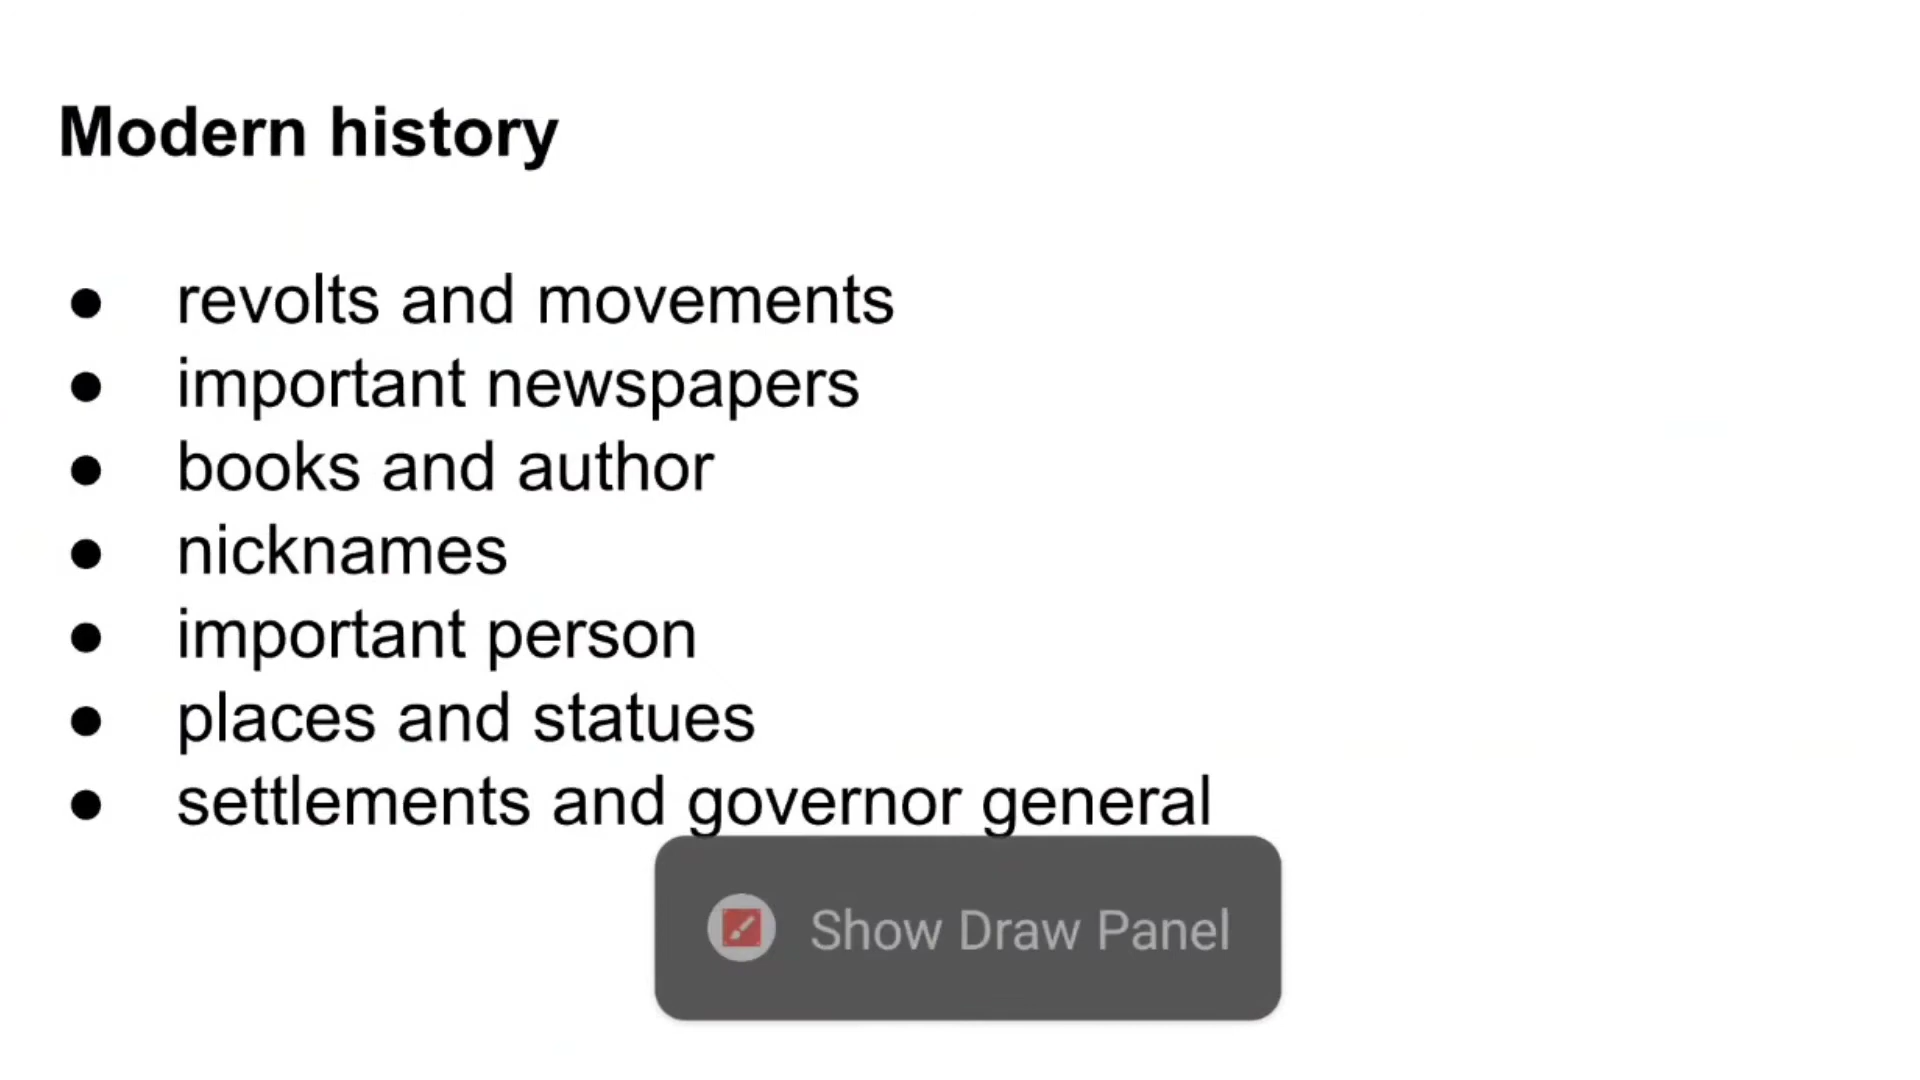 Modern history
● revolts and movements
● important newspapers
● books and author
● nicknames
● important person
● places and statues
● settlements and governor general
Show Draw Panel